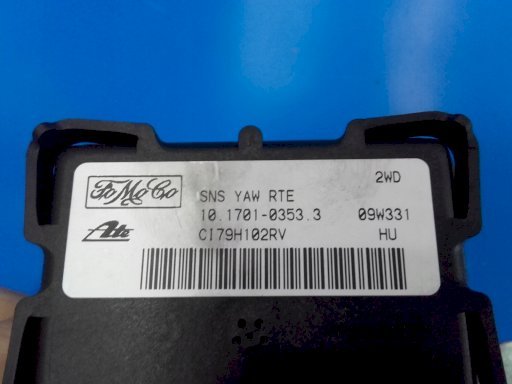 2WD
FoMoCo SNS YAW RTE
10.1701-0353.3 09W331
Ate CI79H102RV HU